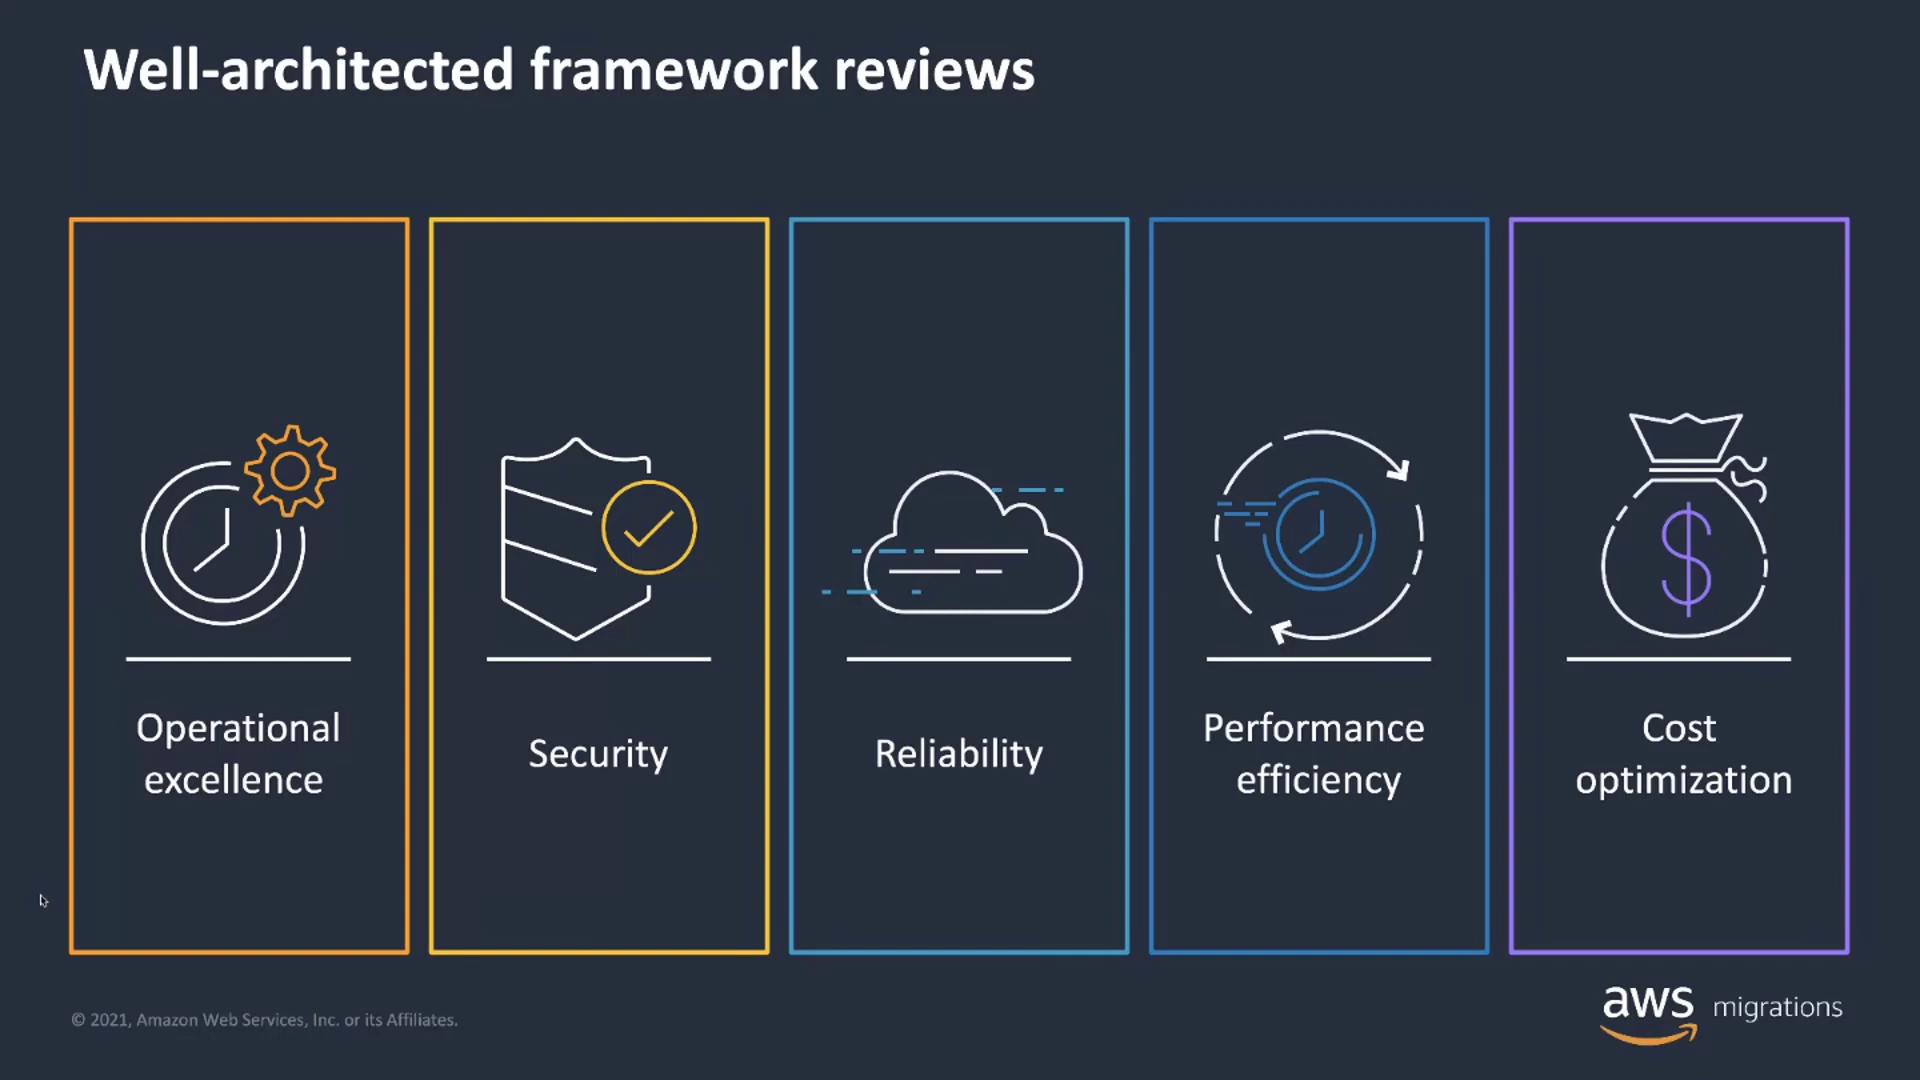 Well-architected framework reviews
Operational
excellence
Security
Reliability
Performance
efficiency
$
Cost
optimization
© 2021, Amazon Web Services, Inc. or its Affiliates.
aws migrations